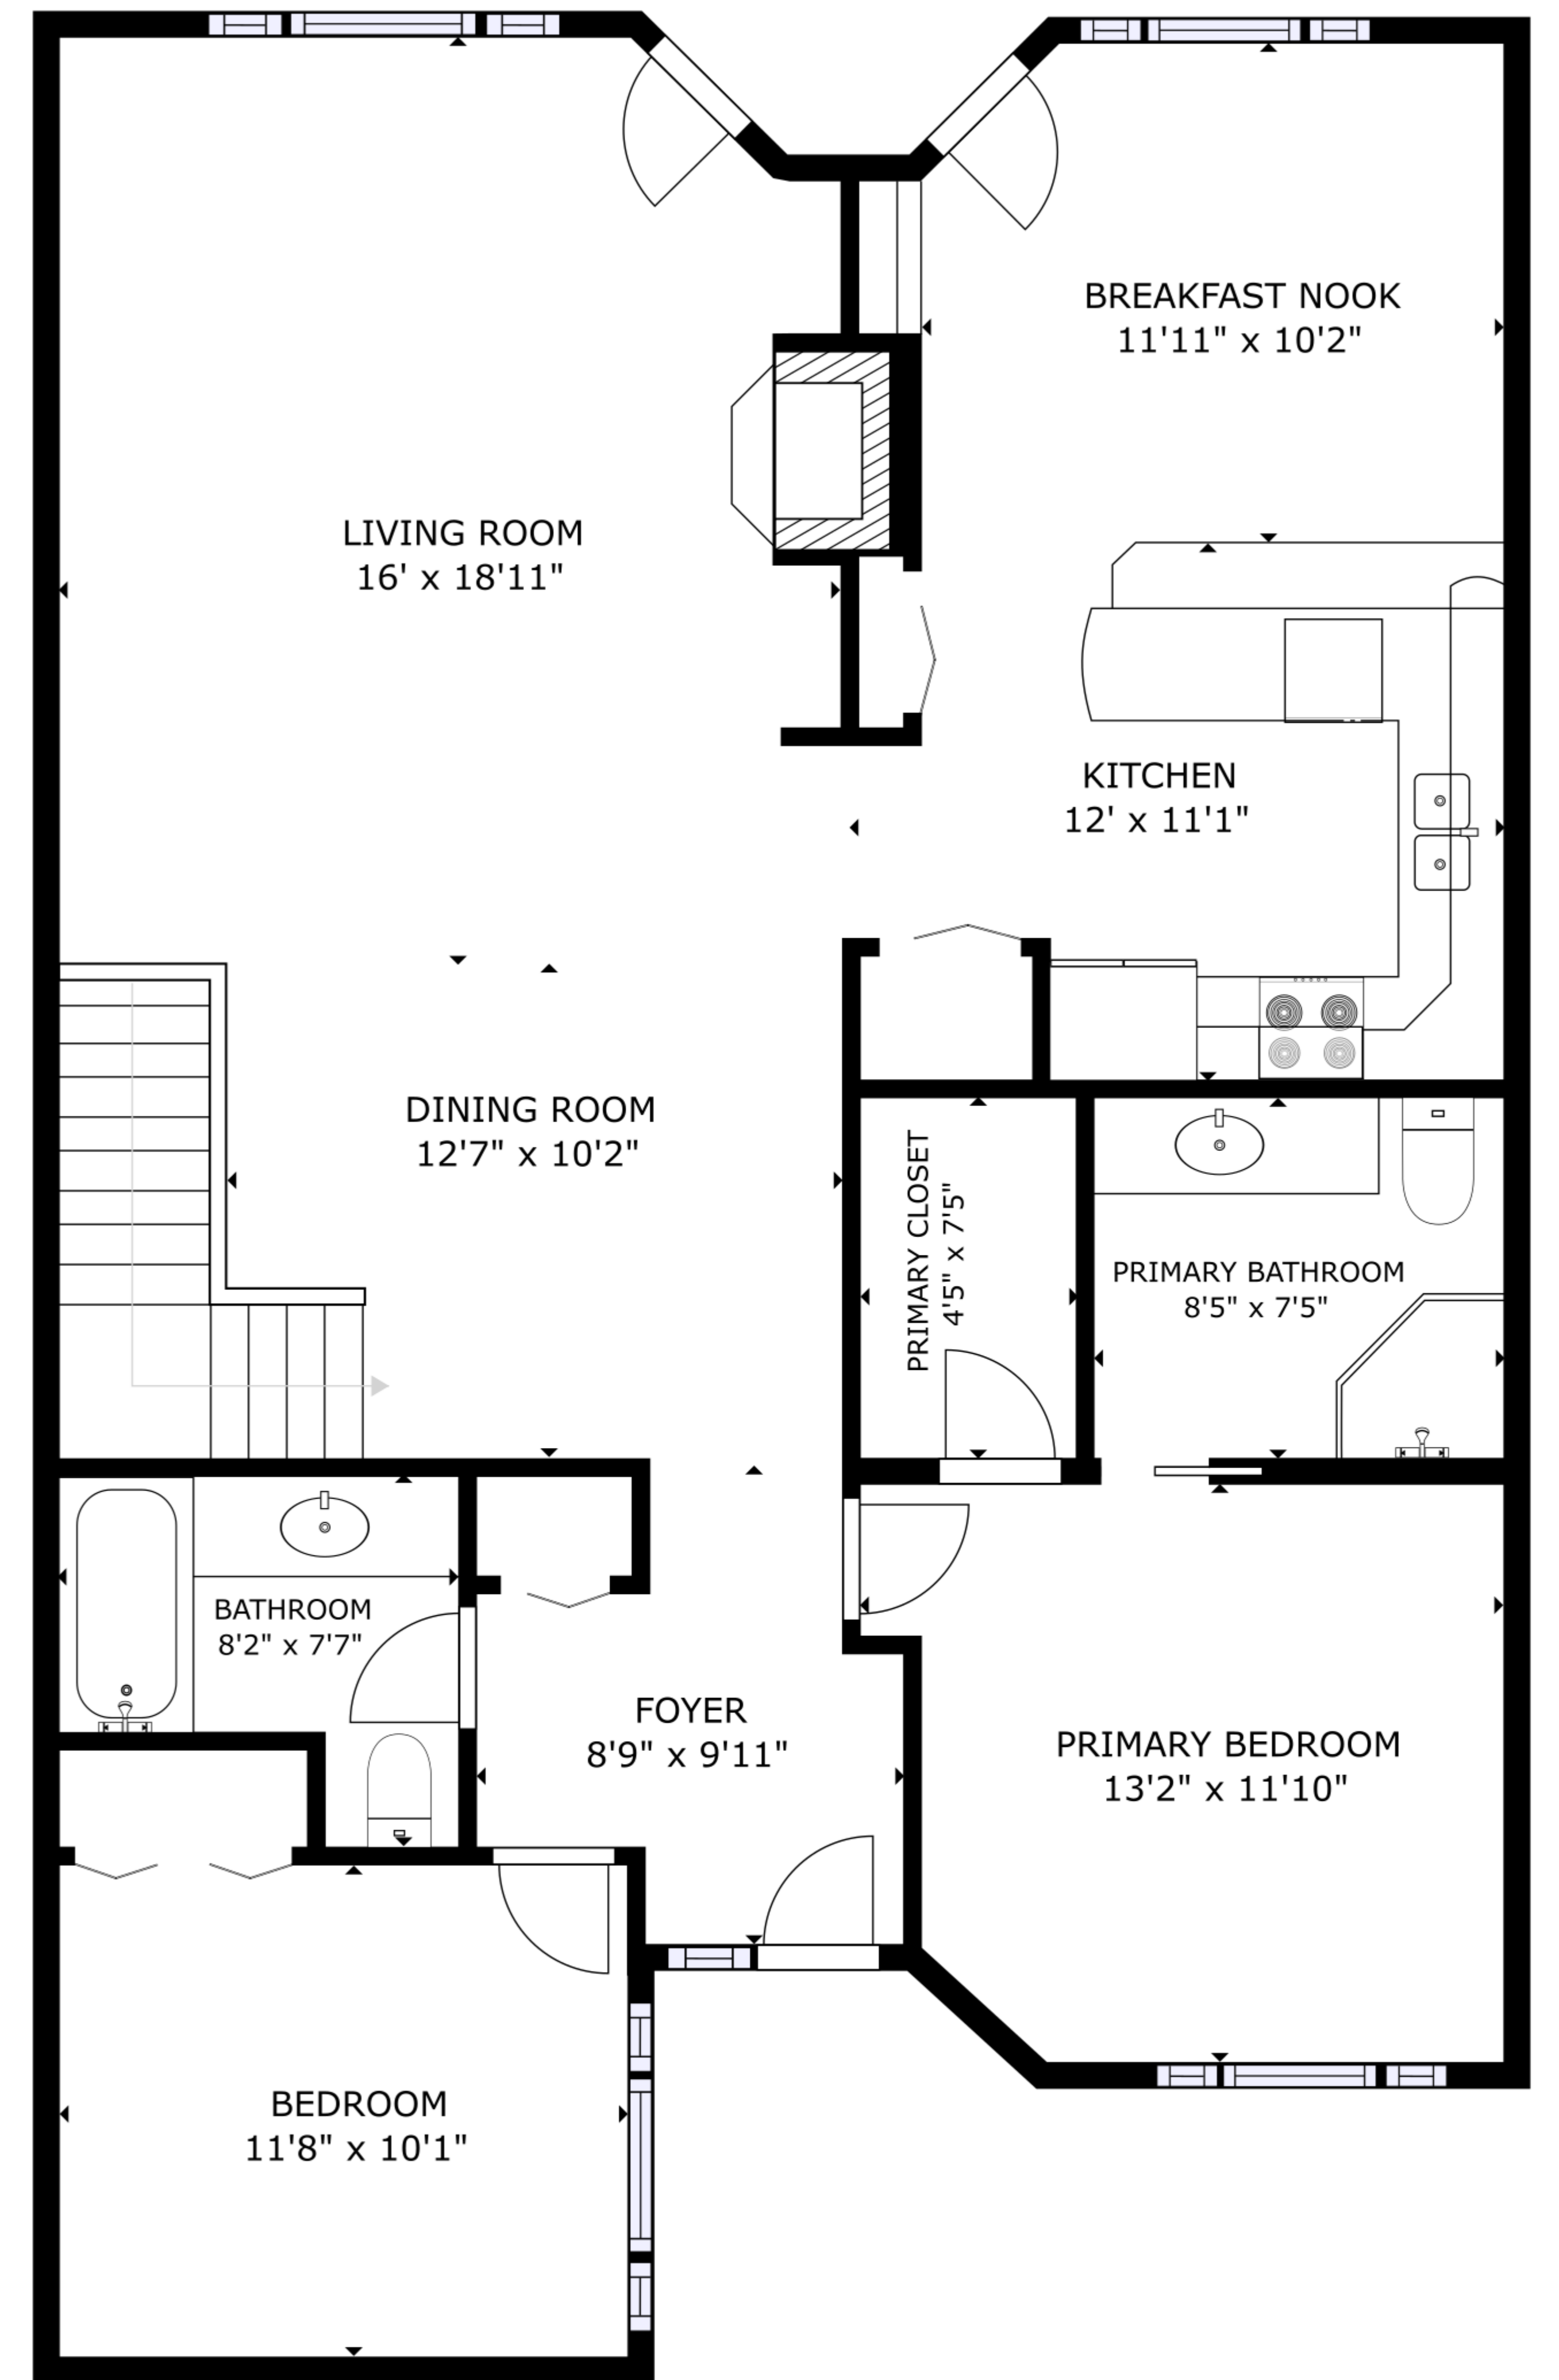 BREAKFAST NOOK
11'11" x 10'2"
LIVING ROOM
16' x 18'11"
KITCHEN
12' x 11'1"
DINING ROOM
12'7" x 10'2"
PRIMARY CLOSET
4'5" x 7'5"
PRIMARY BATHROOM
8'5" x 7'5"
BATHROOM
8'2" x 7'7"
FOYER
8'9" x 9'11"
PRIMARY BEDROOM
13'2" x 11'10"
BEDROOM
11'8" x 10'1"